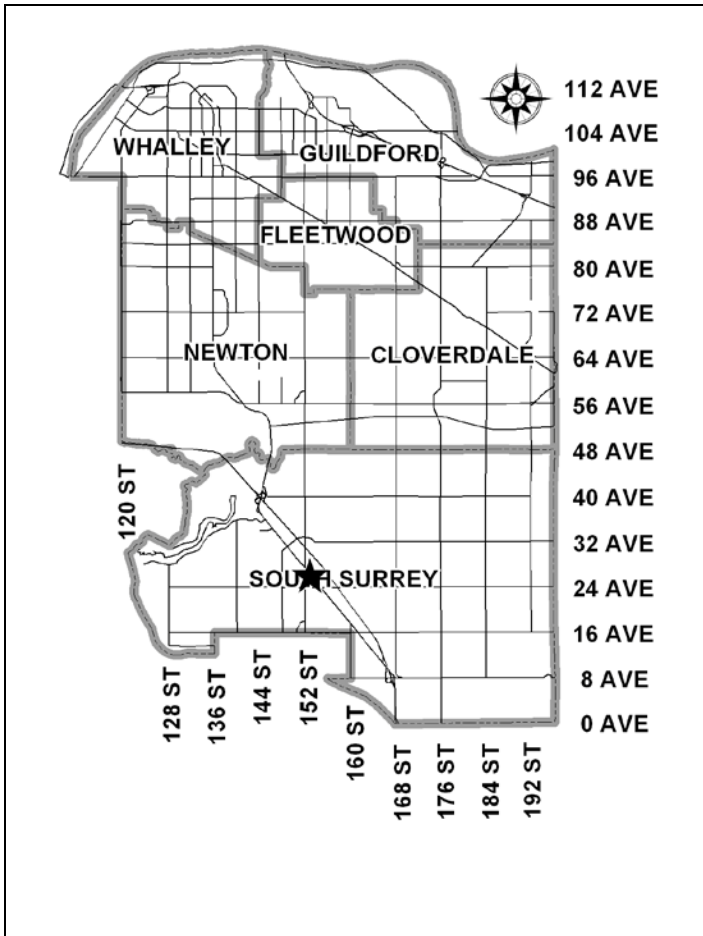 112 AVE
104 AVE
WHALLEY
GUILDFORD
96 AVE
88 AVE
FLEETWOOD
80 AVE
72 AVE
NEWTON
CLOVERDALE
64 AVE
56 AVE
48 AVE
120 ST
40 AVE
32 AVE
SOUTH SURREY
24 AVE
16 AVE
128 ST
136 ST
144 ST
152 ST
160 ST
168 ST
176 ST
184 ST
192 ST
8 AVE
0 AVE